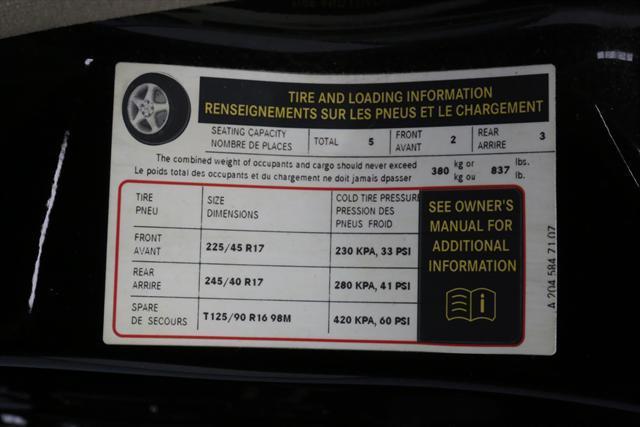 TIRE AND LOADING INFORMATION
RENSEIGNEMENTS SUR LES PNEUS ET LE CHARGEMENT
SEATING CAPACITY
NOMBRE DE PLACES
TOTAL 5
FRONT
AVANT
2
REAR
ARRIERE
3
The combined weight of occupants and cargo should never exceed
Le poids total des occupants et du chargement ne doit jamais dpasser
380 kg or
kg ou
837 lbs.
lb.
TIRE
PNEU
SIZE
DIMENSIONS
COLD TIRE PRESSURE
PRESSION DES
PNEUS FROID
FRONT
AVANT
225/45 R17
230 KPA, 33 PSI
REAR
ARRIERE
245/40 R17
280 KPA, 41 PSI
SPARE
DE SECOURS
T125/90 R16 98M
420 KPA, 60 PSI
SEE OWNER'S
MANUAL FOR
ADDITIONAL
INFORMATION
i
A 204 584 71 07